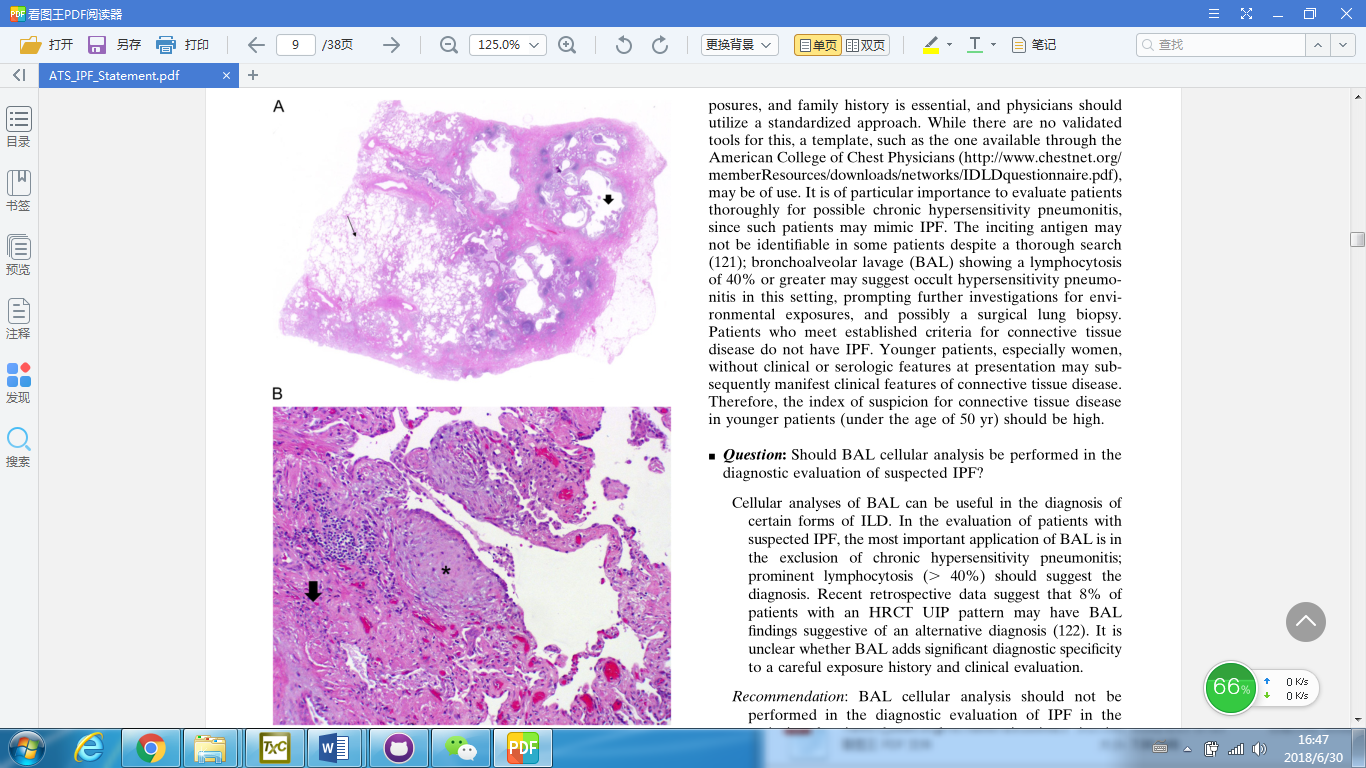 看图王PDF阅读器
打开 另存 打印 9 /38页 125.0% 更换背景 单页 双页 T 笔记 查找
ATS_IPF_Statement.pdf
目录
书签
预览
注释
发现
搜索
A
B
*
posures, and family history is essential, and physicians should
utilize a standardized approach. While there are no validated
tools for this, a template, such as the one available through the
American College of Chest Physicians (http://www.chestnet.org/
memberResources/downloads/networks/IDLDquestionnaire.pdf),
may be of use. It is of particular importance to evaluate patients
thoroughly for possible chronic hypersensitivity pneumonitis,
since such patients may mimic IPF. The inciting antigen may
not be identifiable in some patients despite a thorough search
(121); bronchoalveolar lavage (BAL) showing a lymphocytosis
of 40% or greater may suggest occult hypersensitivity pneumo-
nitis in this setting, prompting further investigations for envi-
ronmental exposures, and possibly a surgical lung biopsy.
Patients who meet established criteria for connective tissue
disease do not have IPF. Younger patients, especially women,
without clinical or serologic features at presentation may sub-
sequently manifest clinical features of connective tissue disease.
Therefore, the index of suspicion for connective tissue disease
in younger patients (under the age of 50 yr) should be high.
■ Question: Should BAL cellular analysis be performed in the
diagnostic evaluation of suspected IPF?
Cellular analyses of BAL can be useful in the diagnosis of
certain forms of ILD. In the evaluation of patients with
suspected IPF, the most important application of BAL is in
the exclusion of chronic hypersensitivity pneumonitis;
prominent lymphocytosis (> 40%) should suggest the
diagnosis. Recent retrospective data suggest that 8% of
patients with an HRCT UIP pattern may have BAL
findings suggestive of an alternative diagnosis (122). It is
unclear whether BAL adds significant diagnostic specificity
to a careful exposure history and clinical evaluation.
Recommendation: BAL cellular analysis should not be
performed in the diagnostic evaluation of IPF in the
66%
0 K/s
0 K/s
TXC
W
PDF
16:47
2018/6/30